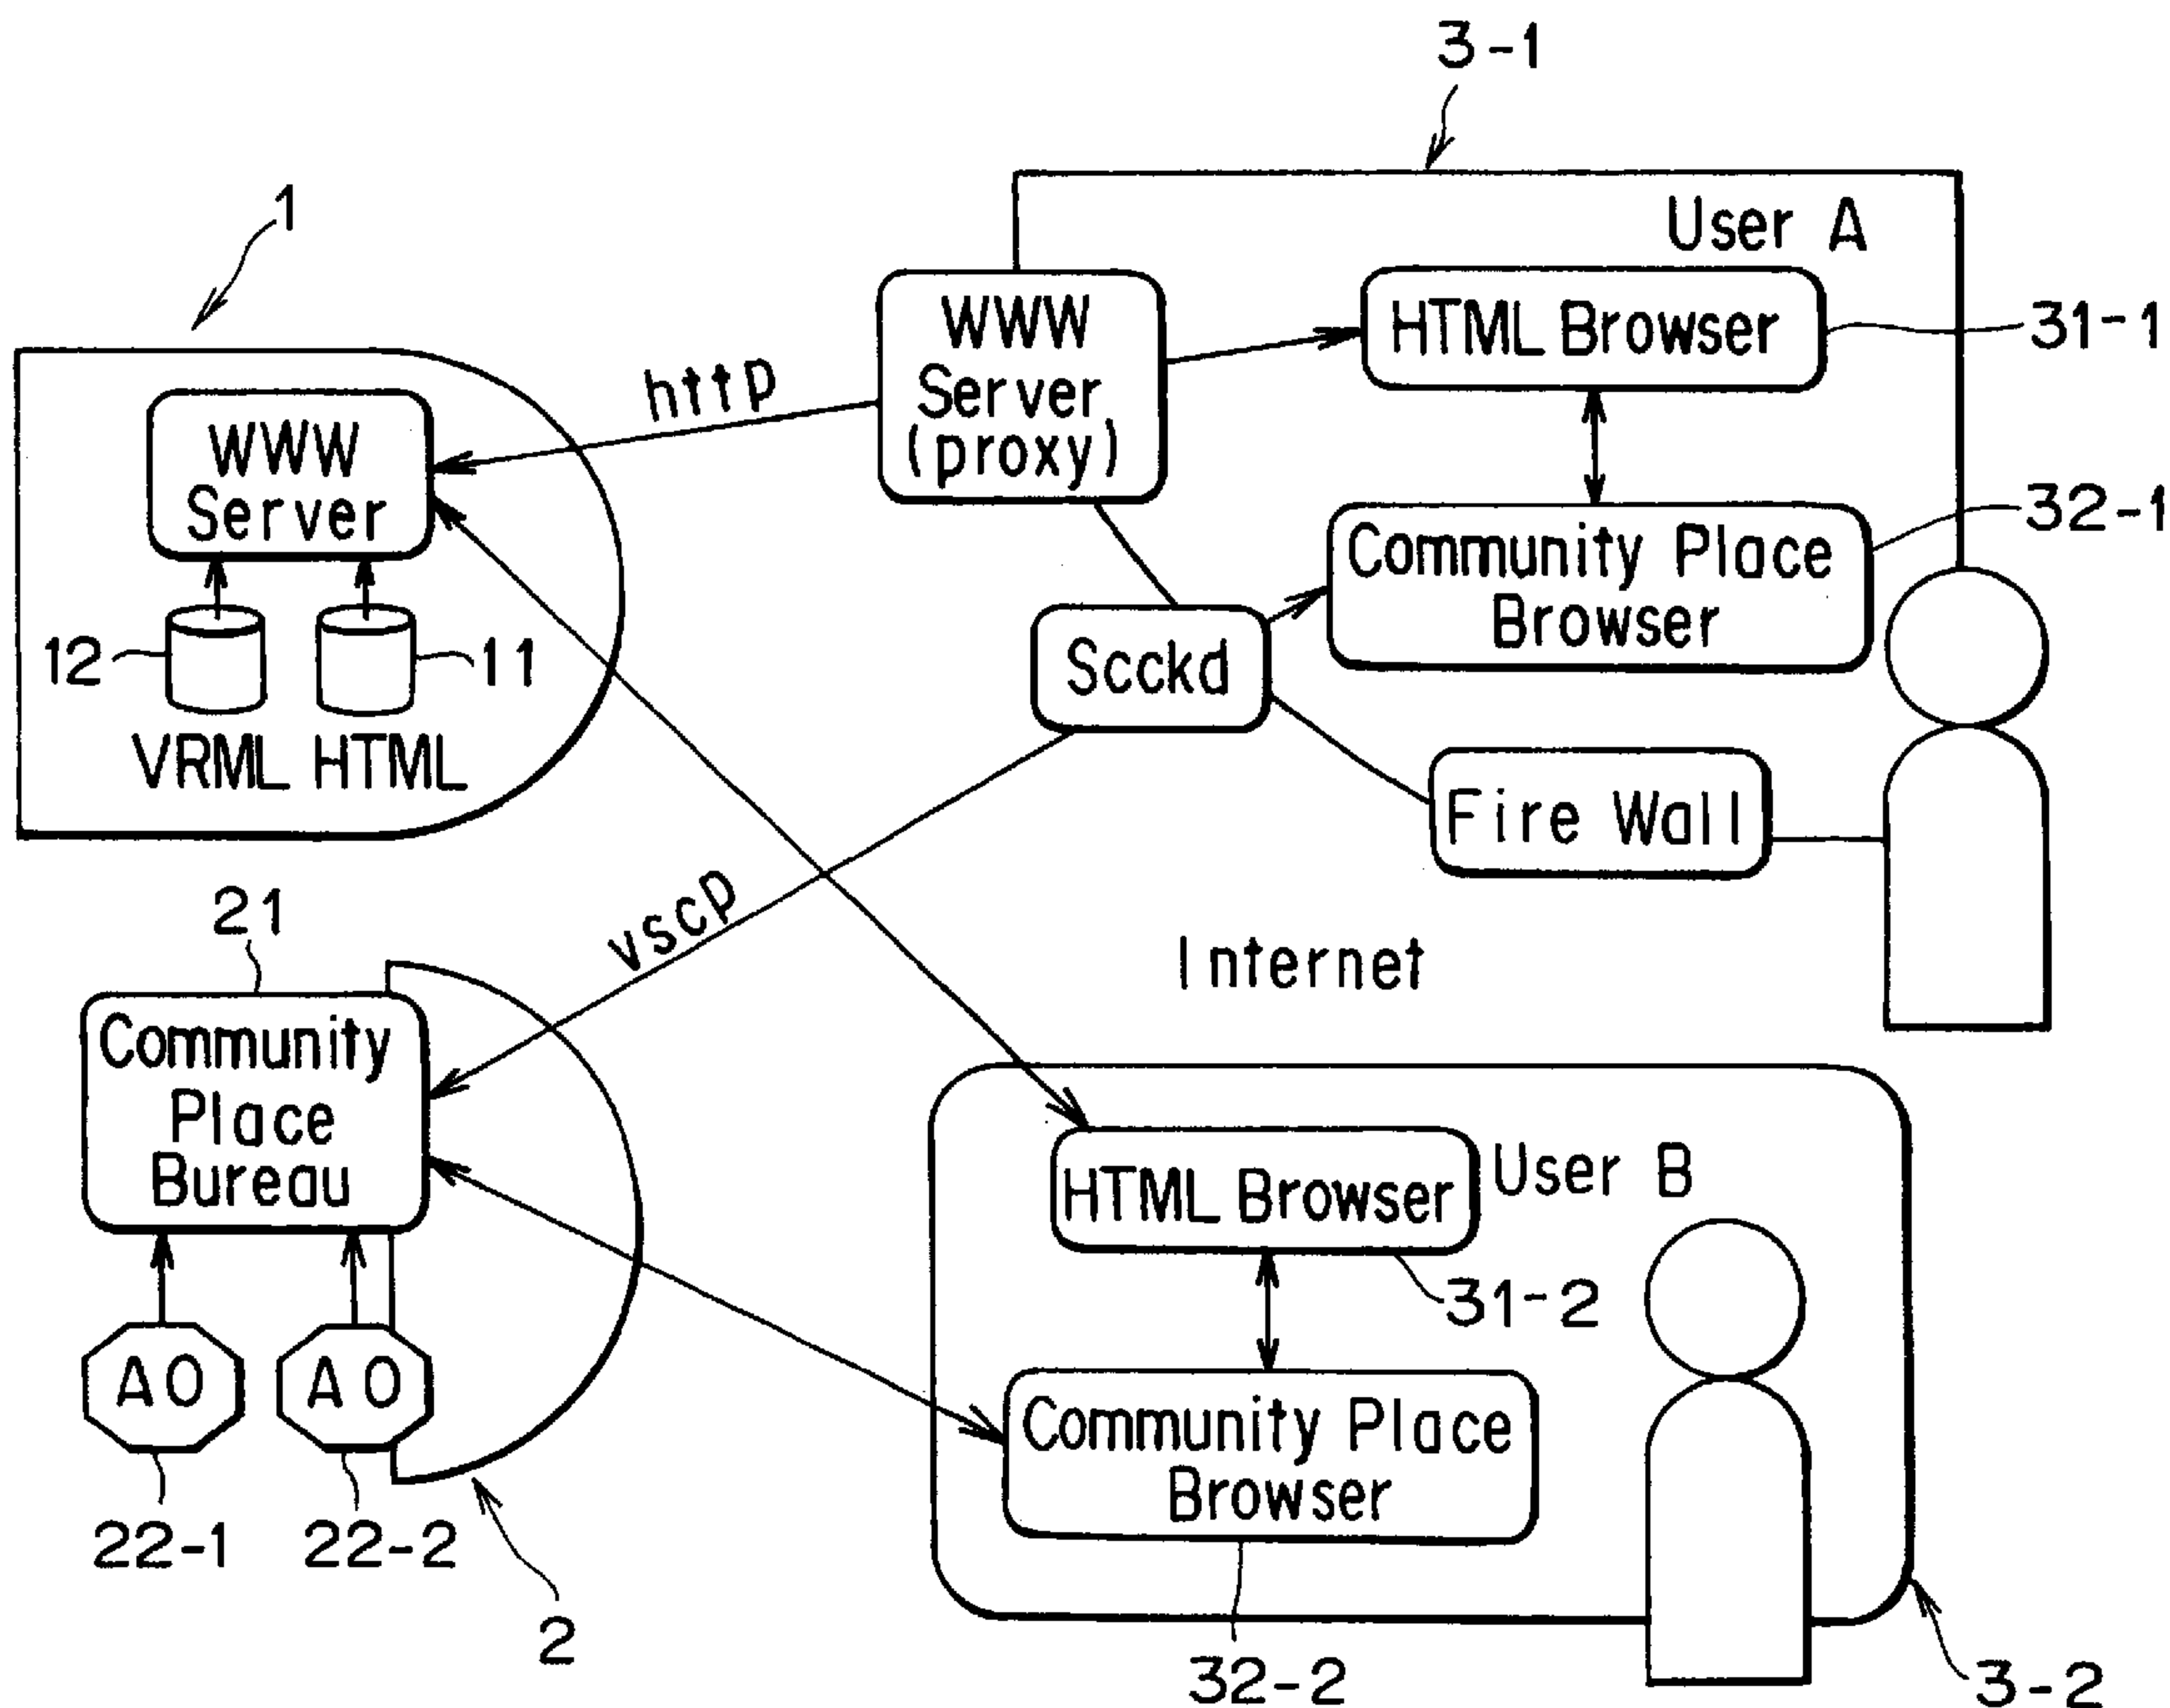 3-1
1
User A
WWW
Server
(proxy)
HTML Browser
31-1
http
WWW
Server
32-1
Community Place
Browser
12
11
Scckd
VRML HTML
Fire Wall
21
vscp
Internet
Community
Place
Bureau
HTML Browser
User B
31-2
AO
AO
Community Place
Browser
22-1
22-2
2
32-2
3-2